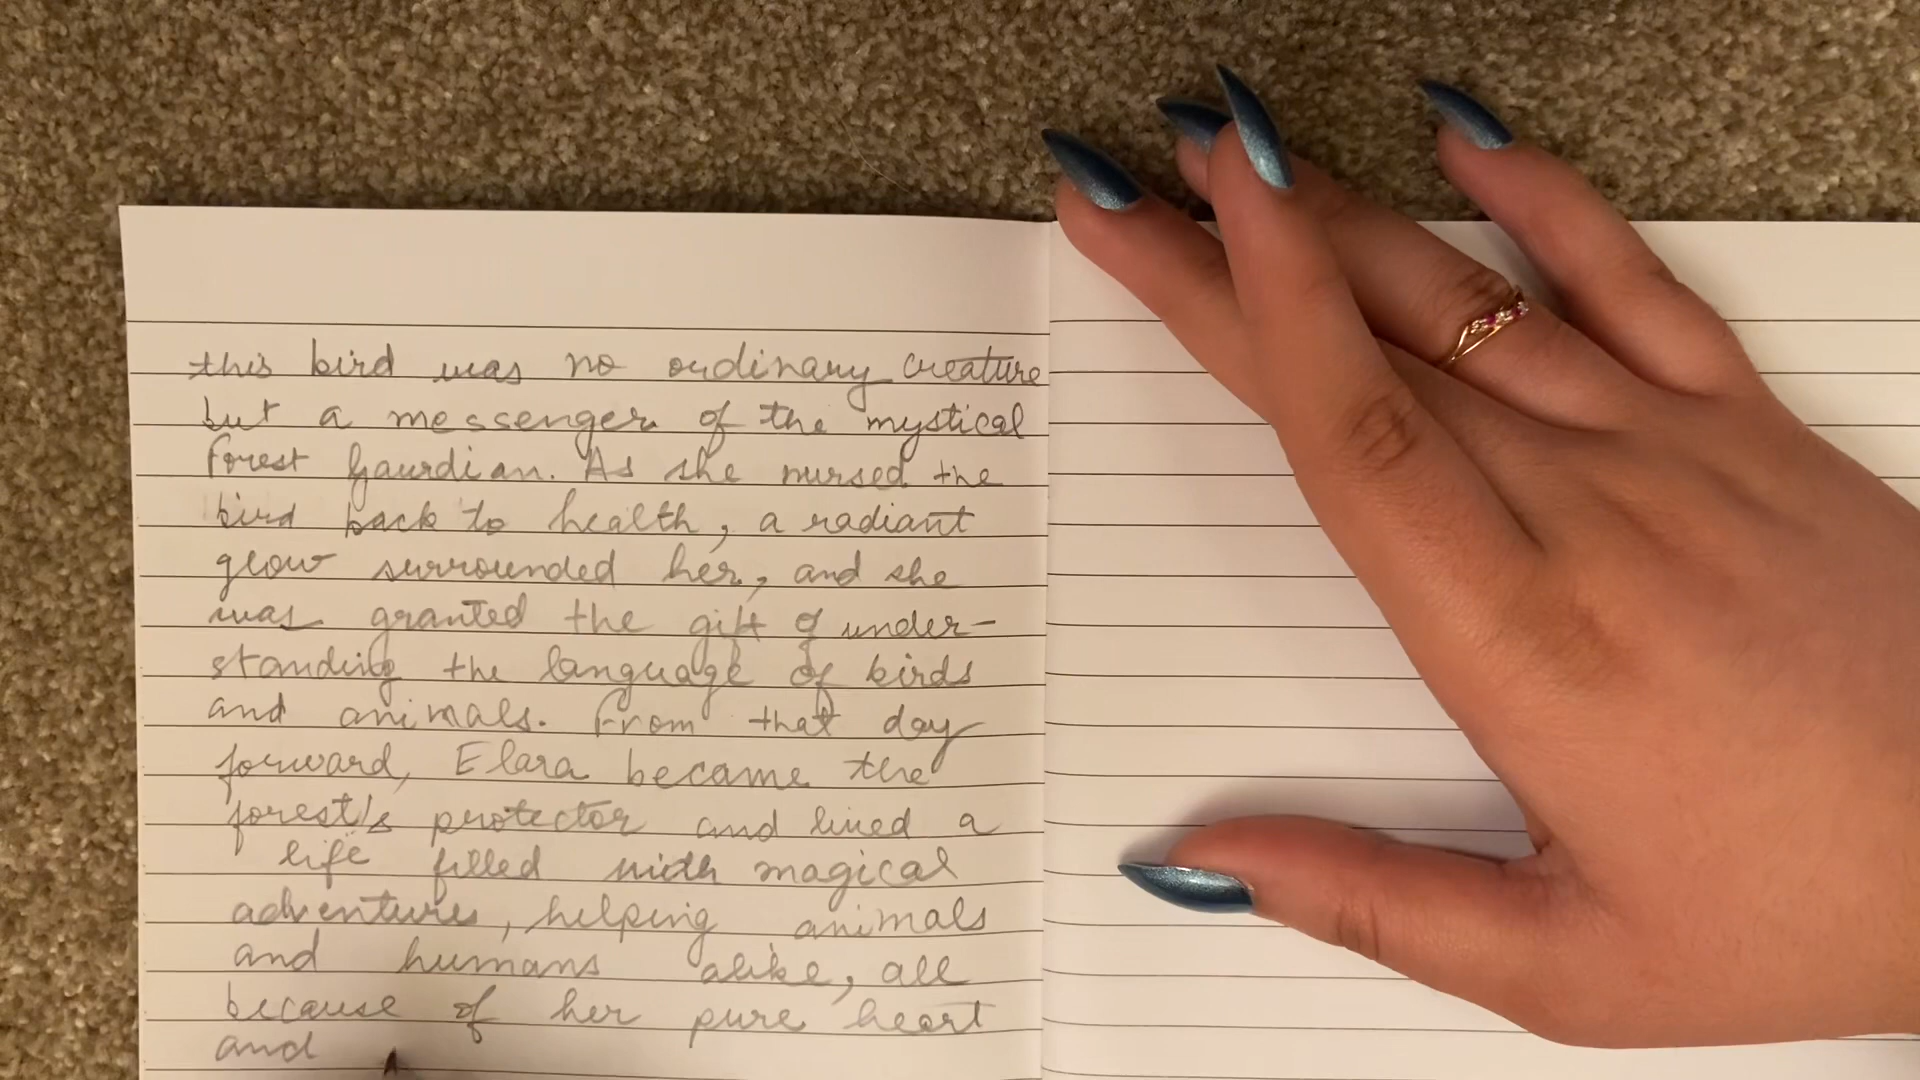 this bird was no ordinary creature
but a messenger of the mystical
forest gaurdian. As she nursed the
bird back to health, a radiant
glow surrounded her, and she
was granted the gift of under-
standing the language of birds
and animals. From that day
forward, Elara became the
forest's protector and lived a
life filled with magical
adventures, helping animals
and humans alike, all
because of her pure heart
and